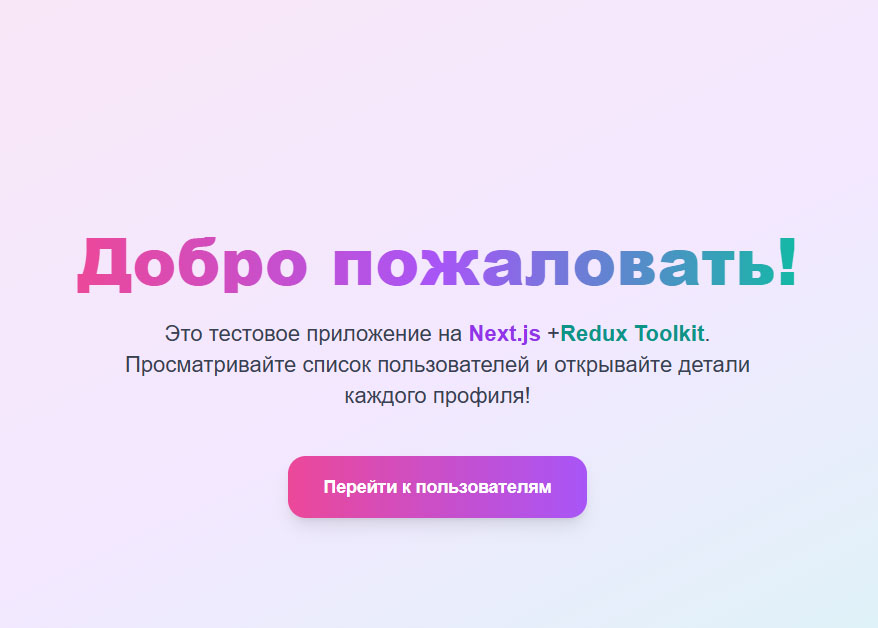 Добро пожаловать!
Это тестовое приложение на Next.js +Redux Toolkit.
Просматривайте список пользователей и открывайте детали
каждого профиля!
Перейти к пользователям